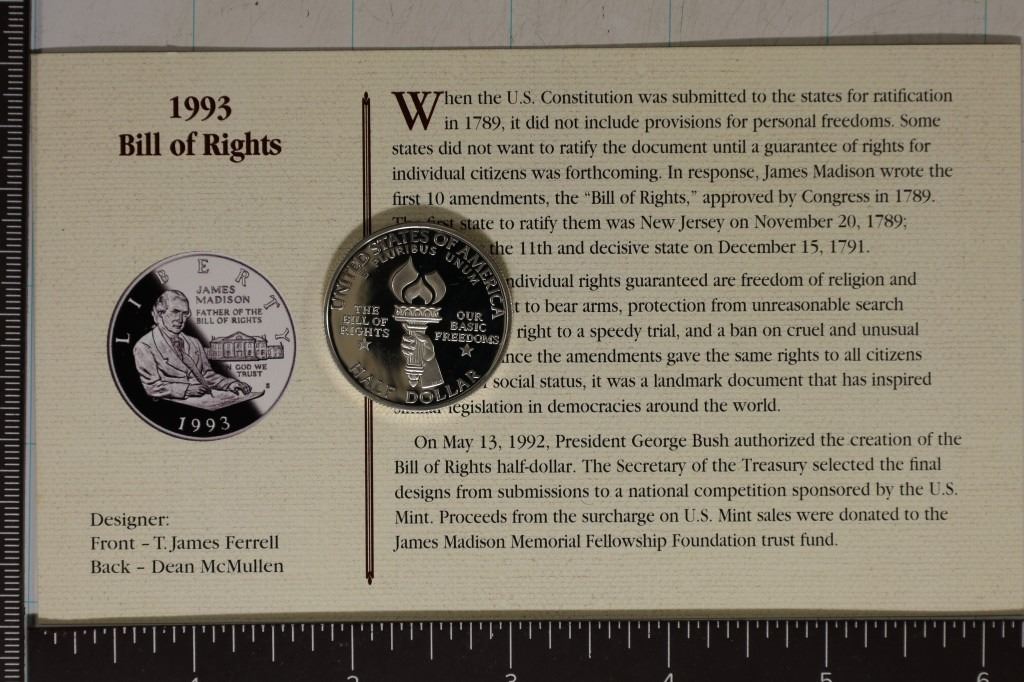 1993
Bill of Rights
When the U.S. Constitution was submitted to the states for ratification
in 1789, it did not include provisions for personal freedoms. Some
states did not want to ratify the document until a guarantee of rights for
individual citizens was forthcoming. In response, James Madison wrote the
first 10 amendments, the “Bill of Rights,” approved by Congress in 1789.
The first state to ratify them was New Jersey on November 20, 1789;
the 11th and decisive state on December 15, 1791.
individual rights guaranteed are freedom of religion and
to bear arms, protection from unreasonable search
right to a speedy trial, and a ban on cruel and unusual
the amendments gave the same rights to all citizens
social status, it was a landmark document that has inspired
similar legislation in democracies around the world.
On May 13, 1992, President George Bush authorized the creation of the
Bill of Rights half-dollar. The Secretary of the Treasury selected the final
designs from submissions to a national competition sponsored by the U.S.
Mint. Proceeds from the surcharge on U.S. Mint sales were donated to the
James Madison Memorial Fellowship Foundation trust fund.
LIBERTY
JAMES
MADISON
FATHER OF THE
BILL OF RIGHTS
IN GOD WE
TRUST
S
1993
UNITED STATES OF AMERICA
E PLURIBUS UNUM
THE
BILL OF
RIGHTS
OUR
BASIC
FREEDOMS
HALF DOLLAR
Designer:
Front – T. James Ferrell
Back – Dean McMullen
1 2 3 4 5 6